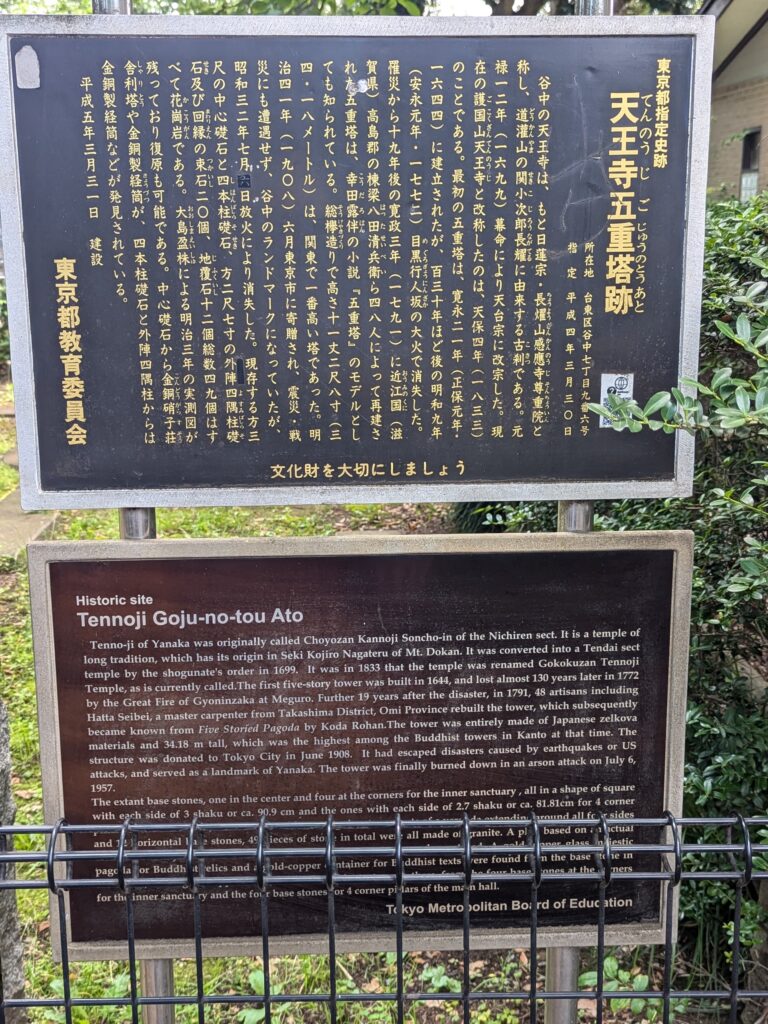 東京都指定史跡
天王寺五重塔跡
てんのうじごじゅうのとうあと
所在地 台東区谷中七丁目九番六号
指定 平成四年三月三〇日
谷中の天王寺は、もと日蓮宗・長耀山感應寺尊重院と
称し、道灌山の関小次郎長耀に由来する古刹である。元
禄一二年(一六九九)幕命により天台宗に改宗した。現
在の護国山天王寺と改称したのは、天保四年(一八三三)
のことである。最初の五重塔は、寛永二一年(正保元年・
一六四四)に建立されたが、百三十年ほど後の明和九年
(安永元年・一七七二)目黒行人坂の大火で消失した。
罹災から十九年後の寛政三年(一七九一)に近江国(滋
賀県)高島郡の棟梁八田清兵衛ら四八人によって再建さ
れた五重塔は、幸田露伴の小説『五重塔』のモデルとし
ても知られている。総欅造りで高さ十一丈二尺八寸(三
四・一八メートル)は、関東で一番高い塔であった。明
治四一年(一九〇八)六月東京市に寄贈され、震災・戦
災にも遭遇せず、谷中のランドマークになっていたが、
昭和三二年七月六日放火により消失した。現存する方三
尺の中心礎石と四本柱礎石、方二尺七寸の外陣四隅柱礎
石及び回縁の束石二〇個、地覆石十二個総数四九個はす
べて花崗岩である。大島盈株による明治三年の実測図が
残っており復原も可能である。中心礎石から金銅硝子荘
舎利塔や金銅製経筒が、四本柱礎石と外陣四隅柱からは
金銅製経筒などが発見されている。
平成五年三月三一日 建設
東京都教育委員会
文化財を大切にしましょう
Historic site
Tennoji Goju-no-tou Ato
Tenno-ji of Yanaka was originally called Choyozan Kannoji Soncho-in of the Nichiren sect. It is a temple of
long tradition, which has its origin in Seki Kojiro Nagateru of Mt. Dokan. It was converted into a Tendai sect
temple by the shogunate's order in 1699. It was in 1833 that the temple was renamed Gokokuzan Tennoji
Temple, as is currently called.The first five-story tower was built in 1644, and lost almost 130 years later in 1772
by the Great Fire of Gyoninzaka at Meguro. Further 19 years after the disaster, in 1791, 48 artisans including
Hatta Seibei, a master carpenter from Takashima District, Omi Province rebuilt the tower, which subsequently
became known from Five Storied Pagoda by Koda Rohan.The tower was entirely made of Japanese zelkova
materials and 34.18 m tall, which was the highest among the Buddhist towers in Kanto at that time. The
structure was donated to Tokyo City in June 1908. It had escaped disasters caused by earthquakes or US
attacks, and served as a landmark of Yanaka. The tower was finally burned down in an arson attack on July 6,
1957.
The extant base stones, one in the center and four at the corners for the inner sanctuary, all in a shape of square
with each side of 3 shaku or ca. 90.9 cm and the ones with each side of 2.7 shaku or ca. 81.81cm for 4 corner
extending around all four sides
and 12 horizontal base stones, 49 pieces of stone in total were all made of granite. A plan based on actual
pagoda for Buddhist relics and a gold-copper container for Buddhist texts were found from the base stone in
the four base stones at the corners
for the inner sanctuary and the four base stones for 4 corner pillars of the main hall.
Tokyo Metropolitan Board of Education